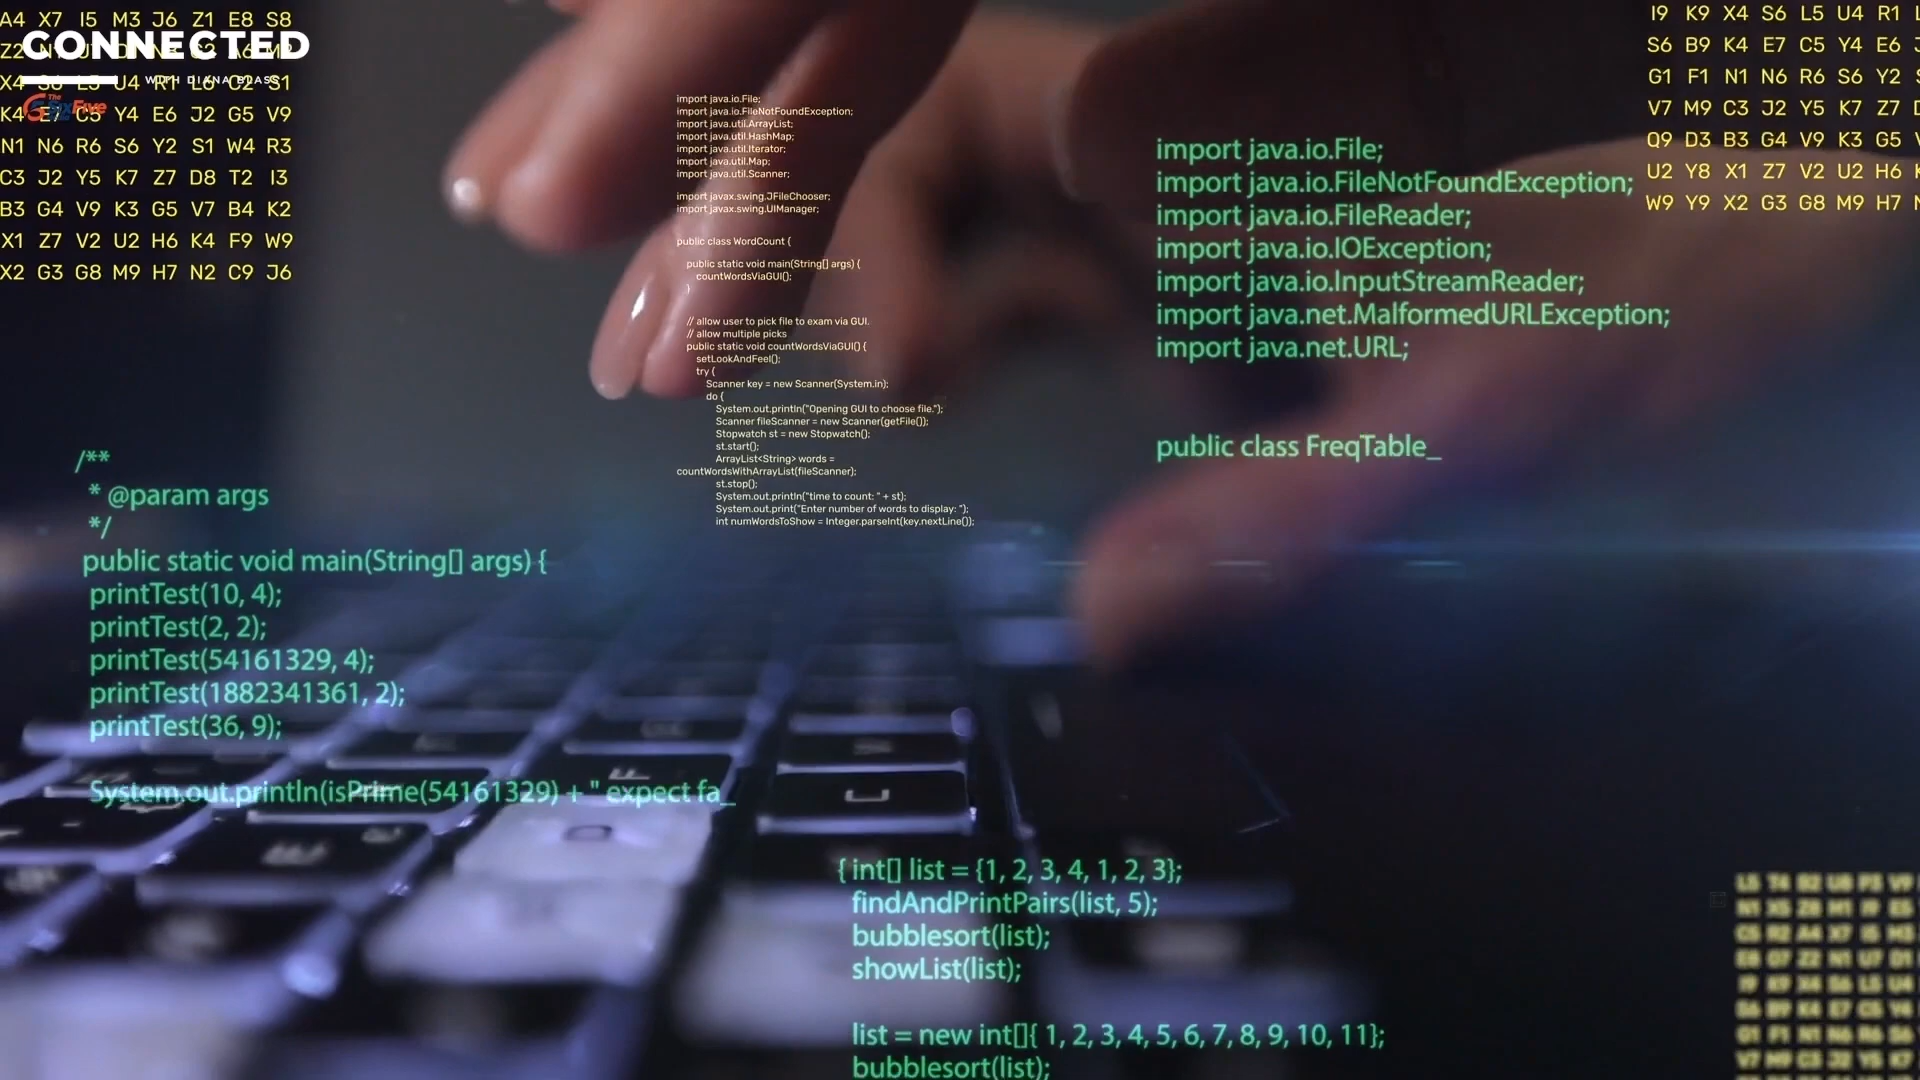 A4 X7 I5 M3 J6 Z1 E8 S8
CONNECTED
WITH DIANA BLASS
X4 S6 L5 U4 R1 L6 C2 S1
The
SixFive
K4 E7 C5 Y4 E6 J2 G5 V9
N1 N6 R6 S6 Y2 S1 W4 R3
C3 J2 Y5 K7 Z7 D8 T2 I3
B3 G4 V9 K3 G5 V7 B4 K2
X1 Z7 V2 U2 H6 K4 F9 W9
X2 G3 G8 M9 H7 N2 C9 J6
import java.io.File;
import java.io.FileNotFoundException;
import java.util.ArrayList;
import java.util.HashMap;
import java.util.Iterator;
import java.util.Map;
import java.util.Scanner;
import javax.swing.JFileChooser;
import javax.swing.UIManager;
public class WordCount {
public static void main(String[] args) {
countWordsViaGUI();
}
// allow user to pick file to exam via GUI.
// allow multiple picks
public static void countWordsViaGUI() {
setLookAndFeel();
try {
Scanner key = new Scanner(System.in);
do {
System.out.println("Opening GUI to choose file.");
Scanner fileScanner = new Scanner(getFile());
Stopwatch st = new Stopwatch();
st.start();
ArrayList<String> words =
countWordsWithArrayList(fileScanner);
st.stop();
System.out.println("time to count: " + st);
System.out.print("Enter number of words to display: ");
int numWordsToShow = Integer.parseInt(key.nextLine());
import java.io.File;
import java.io.FileNotFoundException;
import java.io.FileReader;
import java.io.IOException;
import java.io.InputStreamReader;
import java.net.MalformedURLException;
import java.net.URL;
public class FreqTable_
I9 K9 X4 S6 L5 U4 R1
S6 B9 K4 E7 C5 Y4 E6
G1 F1 N1 N6 R6 S6 Y2
V7 M9 C3 J2 Y5 K7 Z7
Q9 D3 B3 G4 V9 K3 G5
U2 Y8 X1 Z7 V2 U2 H6
W9 Y9 X2 G3 G8 M9 H7
/**
* @param args
*/
public static void main(String[] args) {
printTest(10, 4);
printTest(2, 2);
printTest(54161329, 4);
printTest(1882341361, 2);
printTest(36, 9);
System.out.println(isPrime(54161329) + " expect fa_
{ int[] list = {1, 2, 3, 4, 1, 2, 3};
findAndPrintPairs(list, 5);
bubblesort(list);
showList(list);
list = new int[]{ 1, 2, 3, 4, 5, 6, 7, 8, 9, 10, 11};
bubblesort(list);